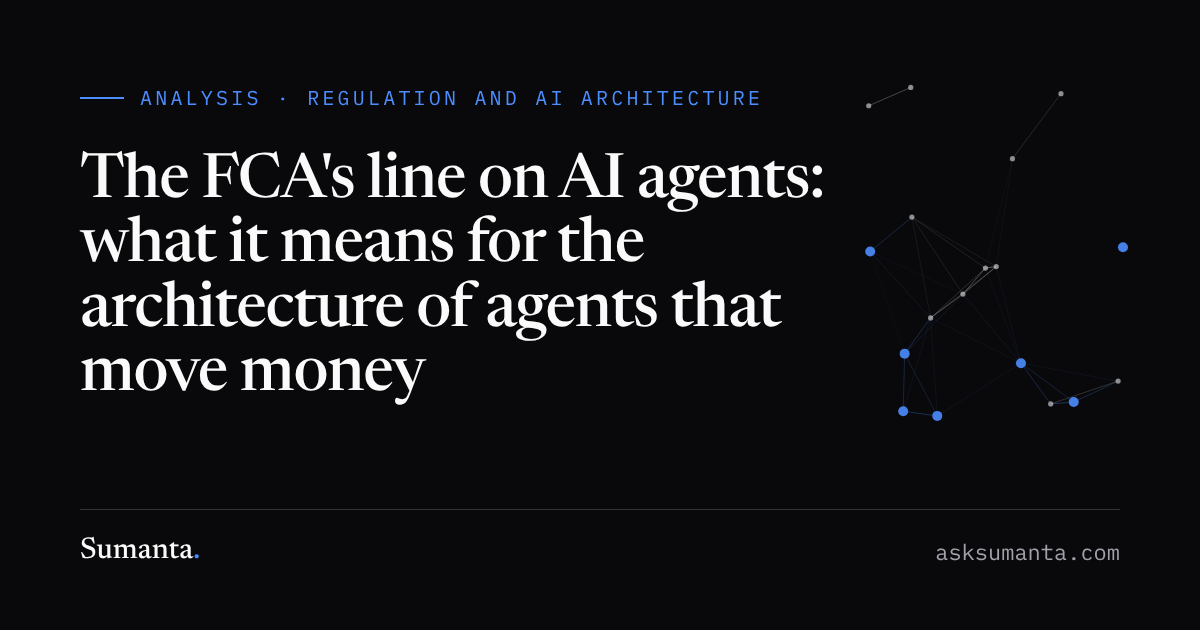 ANALYSIS · REGULATION AND AI ARCHITECTURE
The FCA's line on AI agents:
what it means for the
architecture of agents that
move money
Sumanta.
asksumanta.com